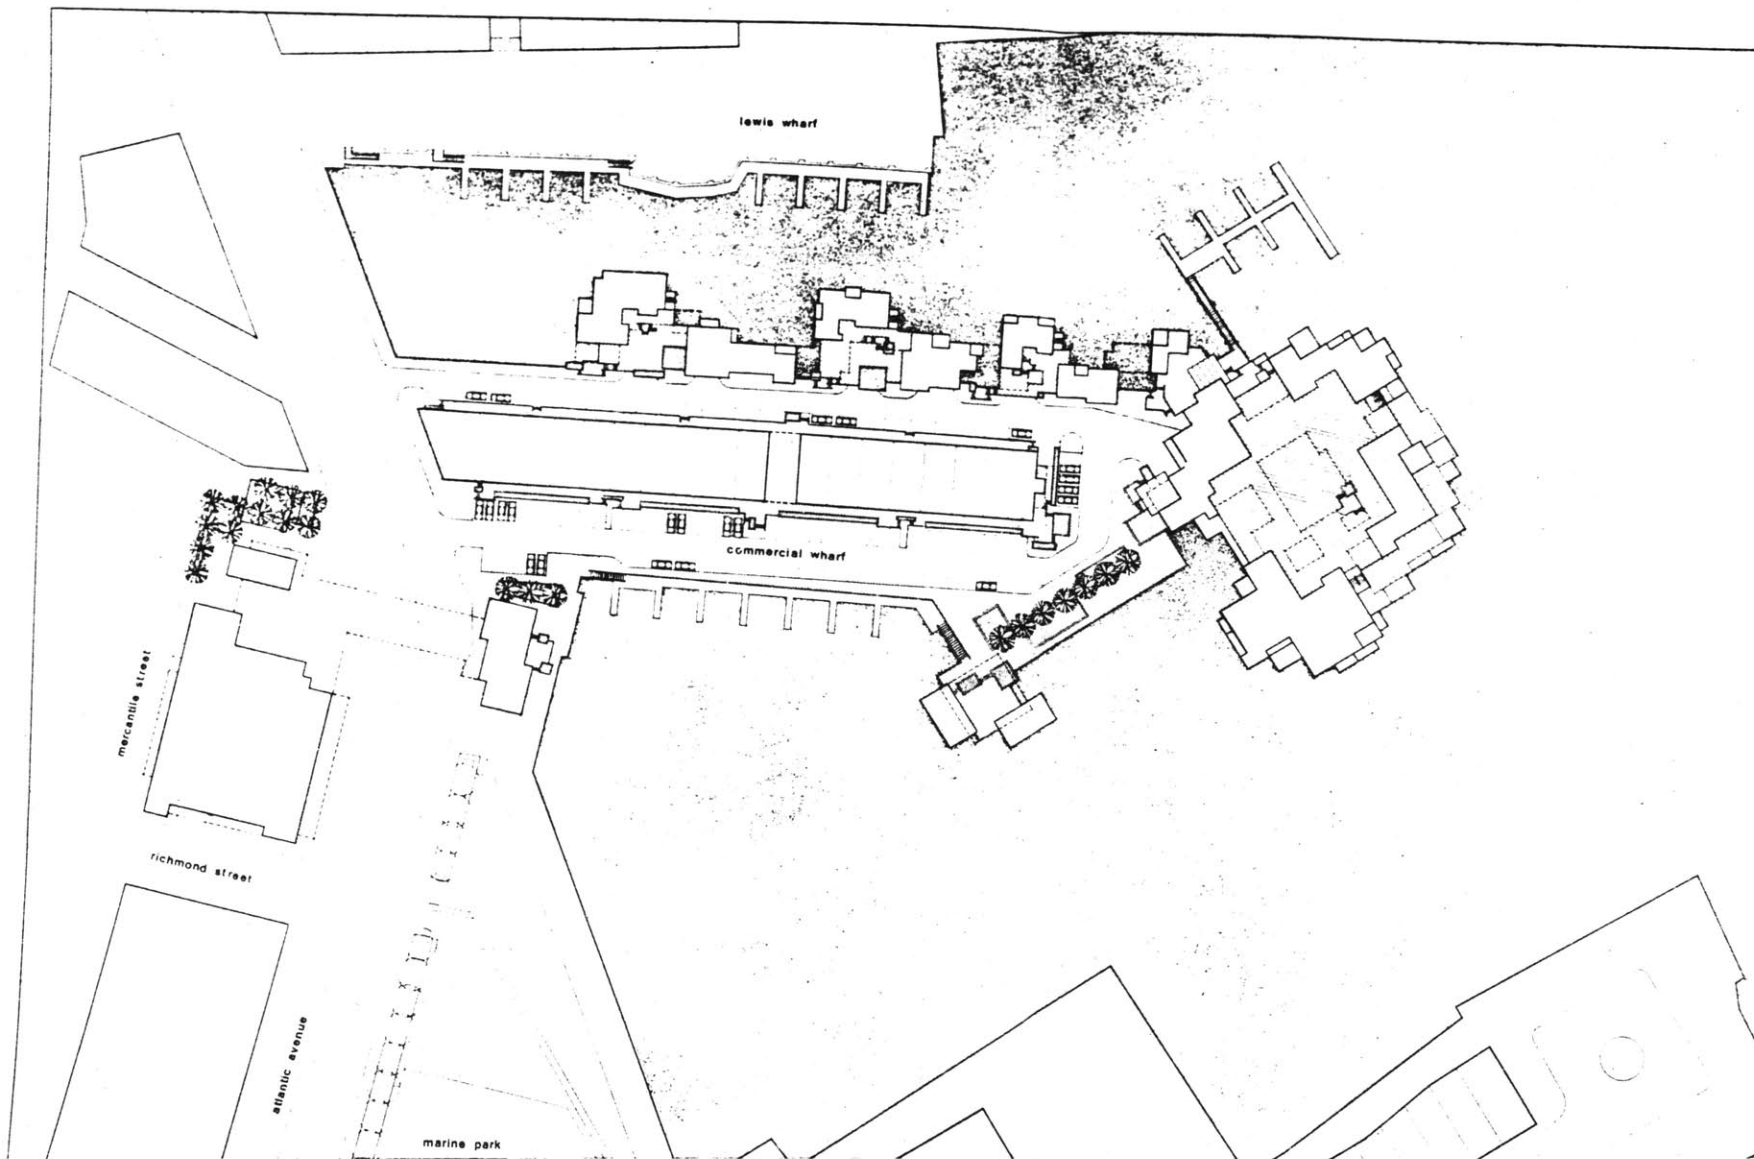 lewis wharf
commercial wharf
mercantile street
richmond street
atlantic avenue
marine park